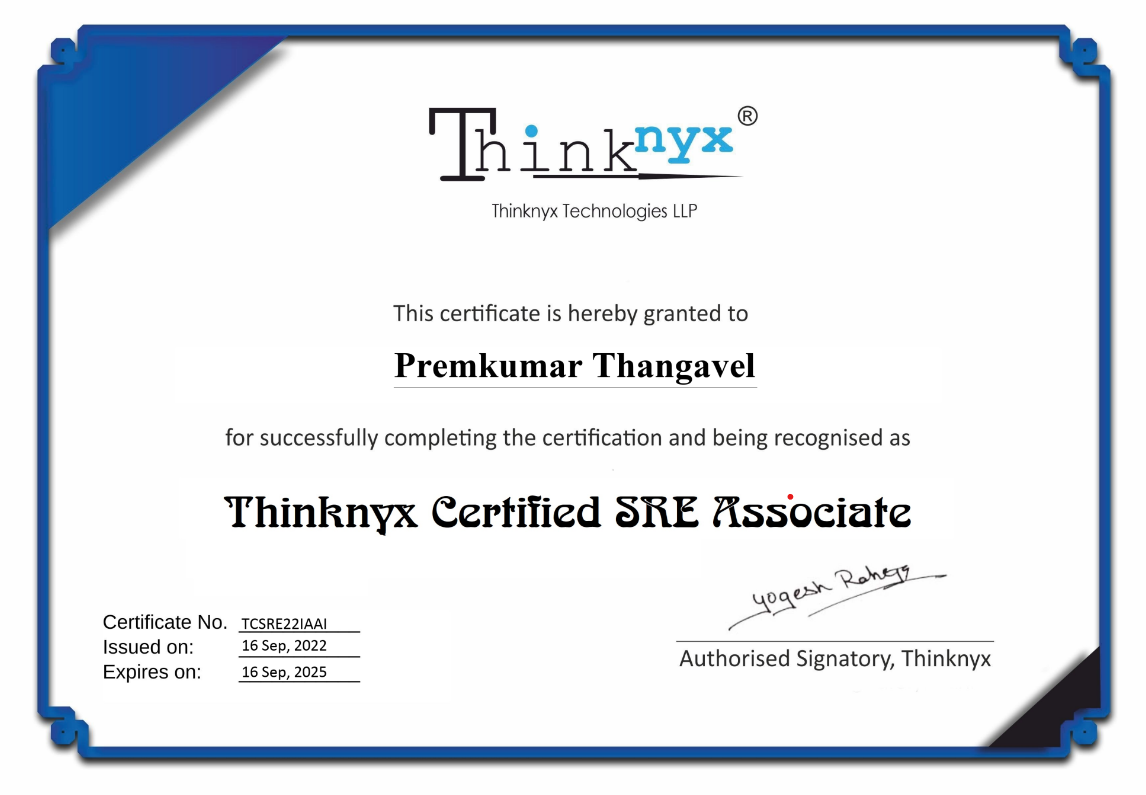 Thinknyx®
Thinknyx Technologies LLP
This certificate is hereby granted to
Premkumar Thangavel
for successfully completing the certification and being recognised as
Thinknyx Certified SRE Associate
Yogesh Raheja
Certificate No. TCSRE22IAAI
Issued on: 16 Sep, 2022
Expires on: 16 Sep, 2025
Authorised Signatory, Thinknyx